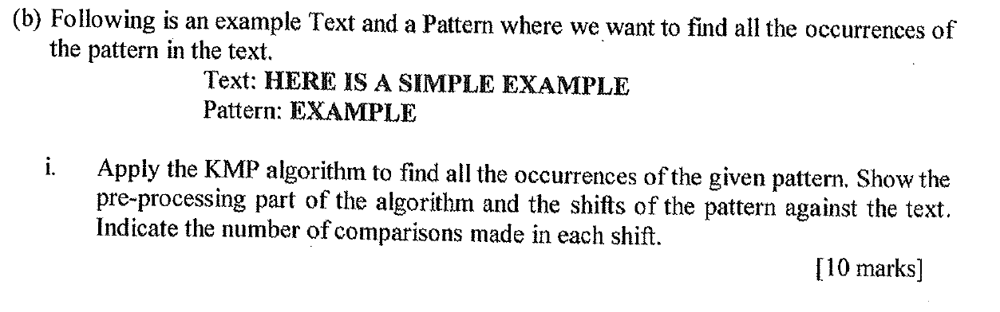 (b) Following is an example Text and a Pattern where we want to find all the occurrences of
the pattern in the text.
Text: HERE IS A SIMPLE EXAMPLE
Pattern: EXAMPLE
i. Apply the KMP algorithm to find all the occurrences of the given pattern. Show the
pre-processing part of the algorithm and the shifts of the pattern against the text.
Indicate the number of comparisons made in each shift.
[10 marks]